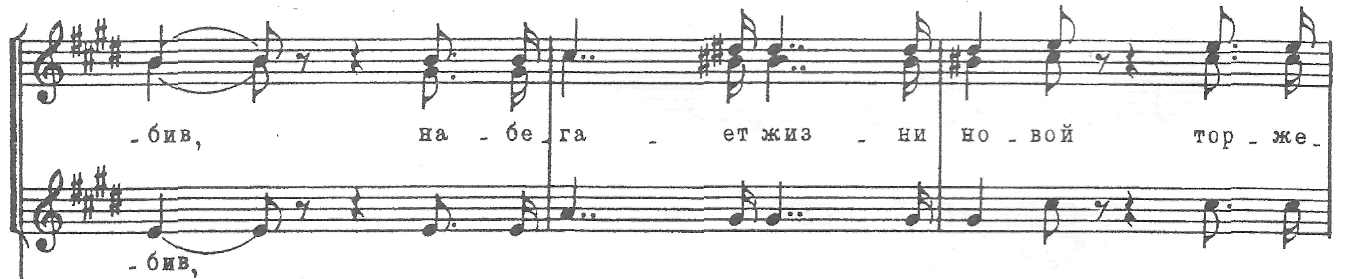 -бив, на-бе-га - ет жиз - ни но-вой тор-же-
-бив,